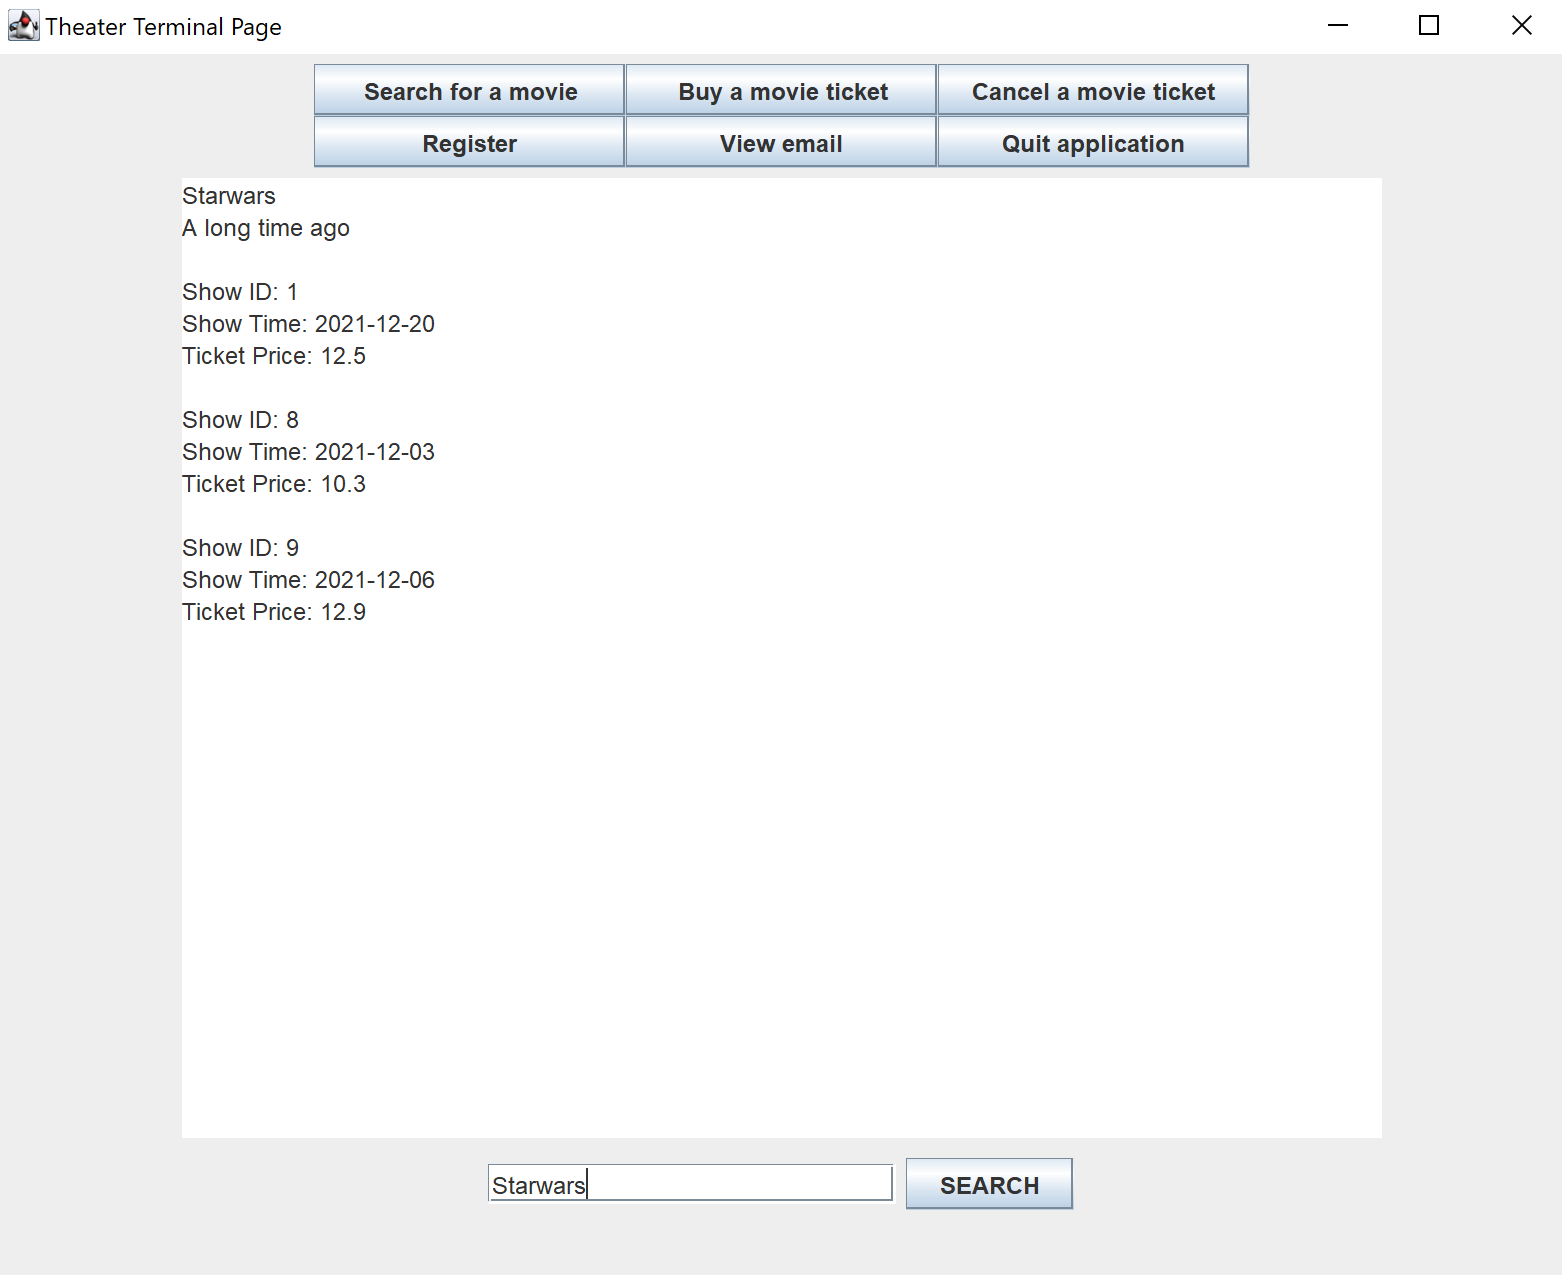 Theater Terminal Page
Search for a movie Buy a movie ticket Cancel a movie ticket
Register View email Quit application
Starwars
A long time ago
Show ID: 1
Show Time: 2021-12-20
Ticket Price: 12.5
Show ID: 8
Show Time: 2021-12-03
Ticket Price: 10.3
Show ID: 9
Show Time: 2021-12-06
Ticket Price: 12.9
Starwars SEARCH